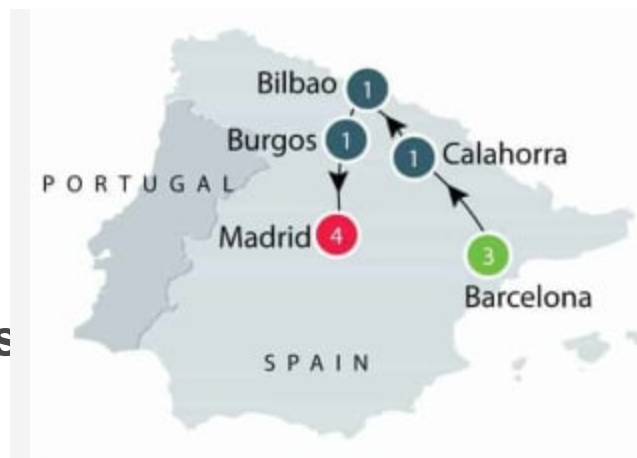 Bilbao 1
Burgos 1
1 Calahorra
PORTUGAL
Madrid 4
3
Barcelona
s
SPAIN